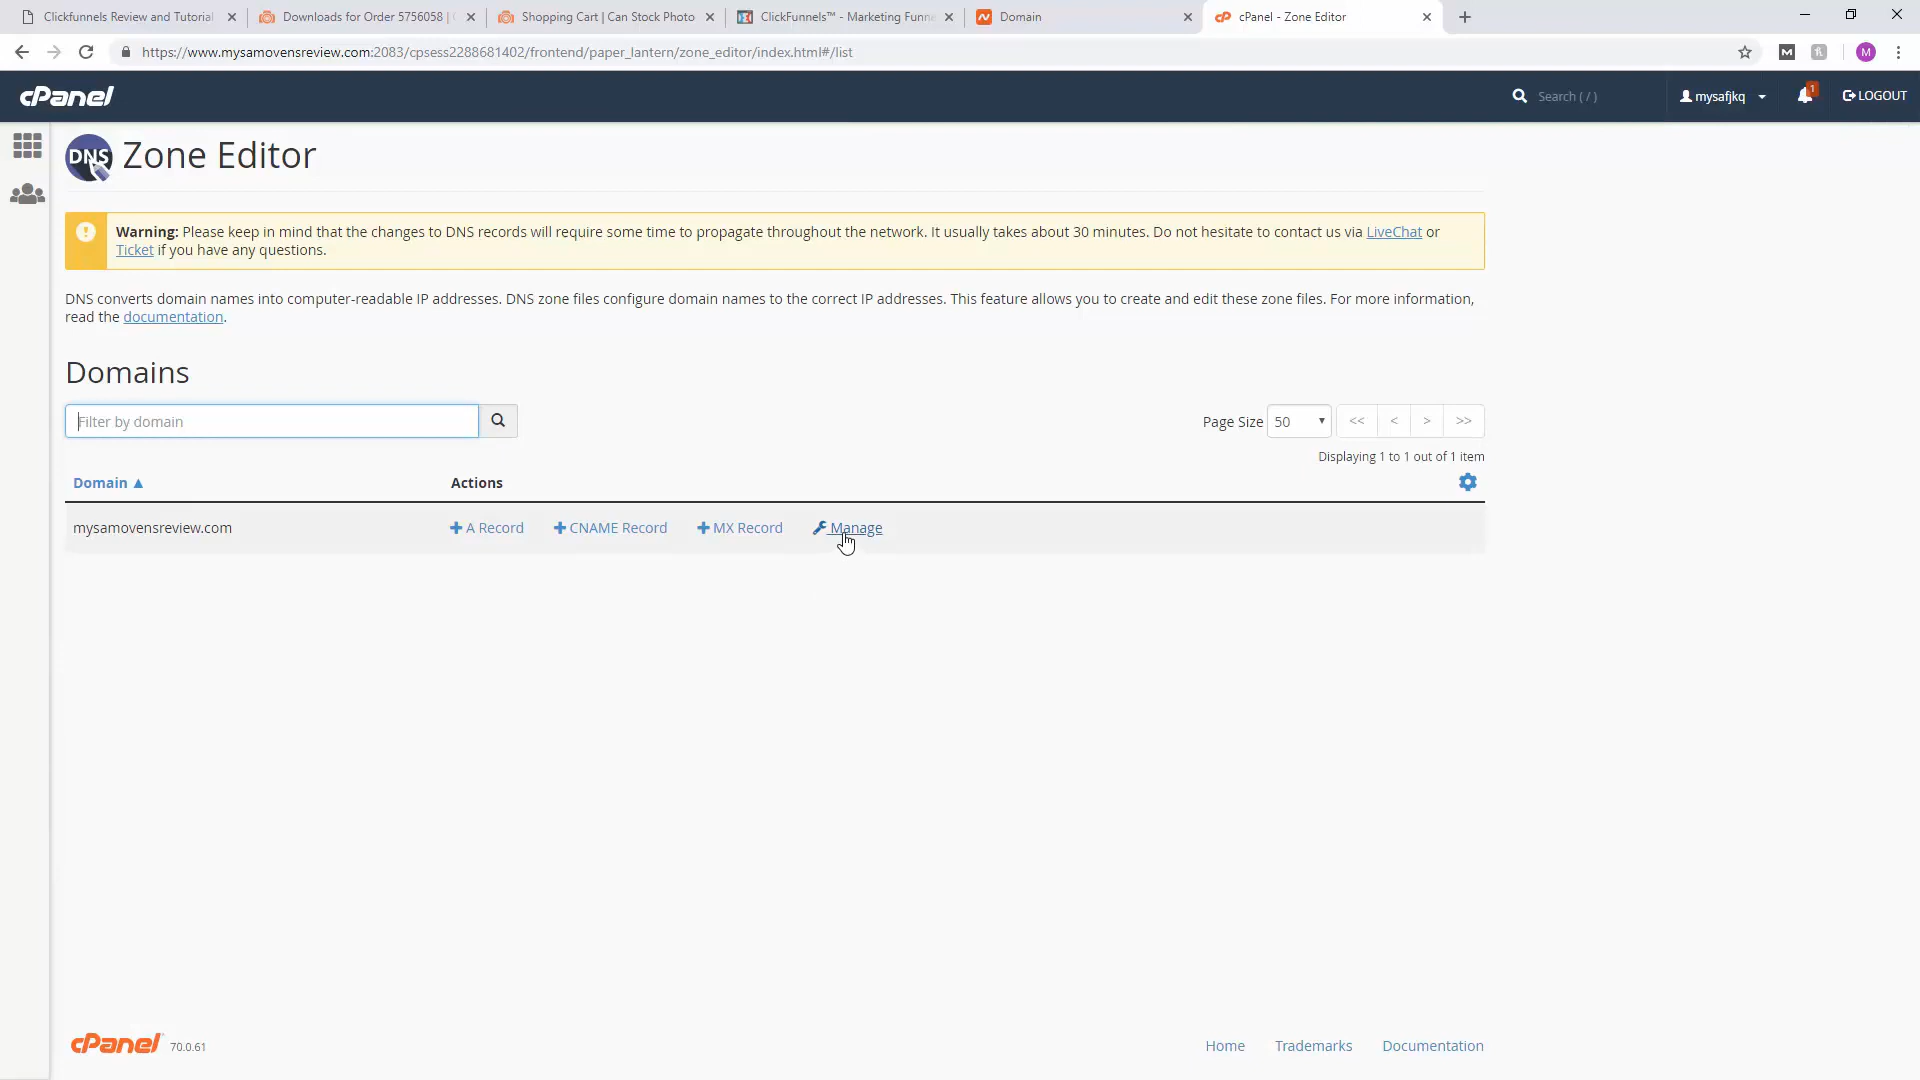 Clickfunnels Review and Tutorial
Downloads for Order 5756058 | C
Shopping Cart | Can Stock Photo
ClickFunnels™ - Marketing Funne
Domain
cPanel - Zone Editor
https://www.mysamovensreview.com:2083/cpsess2288681402/frontend/paper_lantern/zone_editor/index.html#/list
M
M
cPanel
Search ( / )
mysafjkq
1
LOGOUT
DNS
Zone Editor
Warning: Please keep in mind that the changes to DNS records will require some time to propagate throughout the network. It usually takes about 30 minutes. Do not hesitate to contact us via LiveChat or
Ticket if you have any questions.
DNS converts domain names into computer-readable IP addresses. DNS zone files configure domain names to the correct IP addresses. This feature allows you to create and edit these zone files. For more information,
read the documentation.
Domains
Filter by domain
Page Size 50 << < > >>
Displaying 1 to 1 out of 1 item
Domain ▲ Actions
mysamovensreview.com + A Record + CNAME Record + MX Record Manage
cPanel 70.0.61
Home Trademarks Documentation